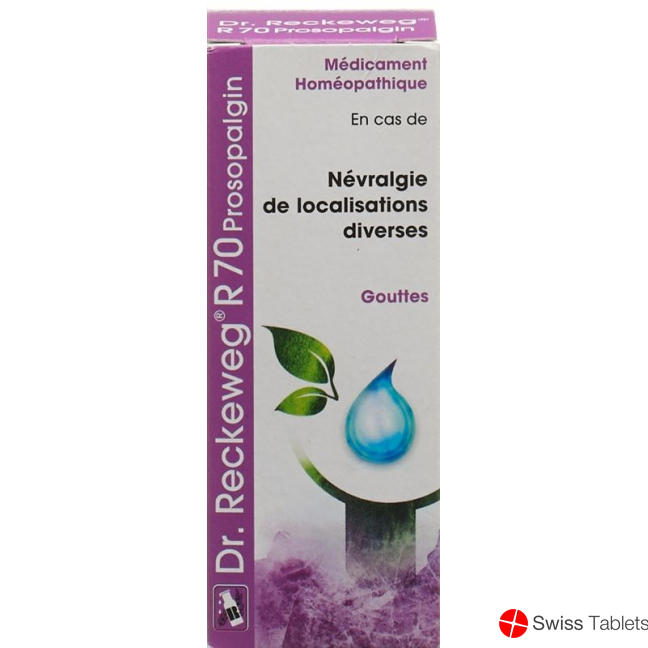 Dr. Reckeweg®
R 70 Prosopalgin
Médicament
Homéopathique
En cas de
Névralgie
de localisations
diverses
Gouttes
Dr. Reckeweg® R 70 Prosopalgin
Swiss Tablets